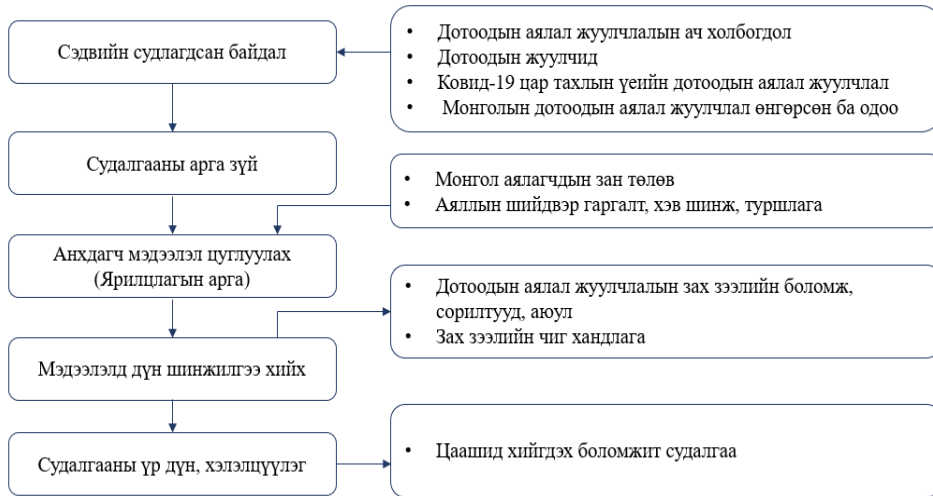 Сэдвийн судлагдсан байдал
• Дотоодын аялал жуулчлалын ач холбогдол
• Дотоодын жуулчид
• Ковид-19 цар тахлын үеийн дотоодын аялал жуулчлал
• Монголын дотоодын аялал жуулчлал өнгөрсөн ба одоо
Судалгааны арга зүй
• Монгол аялагчдын зан төлөв
• Аяллын шийдвэр гаргалт, хэв шинж, туршлага
Анхдагч мэдээлэл цуглуулах
(Ярилцлагын арга)
• Дотоодын аялал жуулчлалын зах зээлийн боломж,
сорилтууд, аюул
• Зах зээлийн чиг хандлага
Мэдээлэлд дүн шинжилгээ хийх
Судалгааны үр дүн, хэлэлцүүлэг
• Цаашид хийгдэх боломжит судалгаа